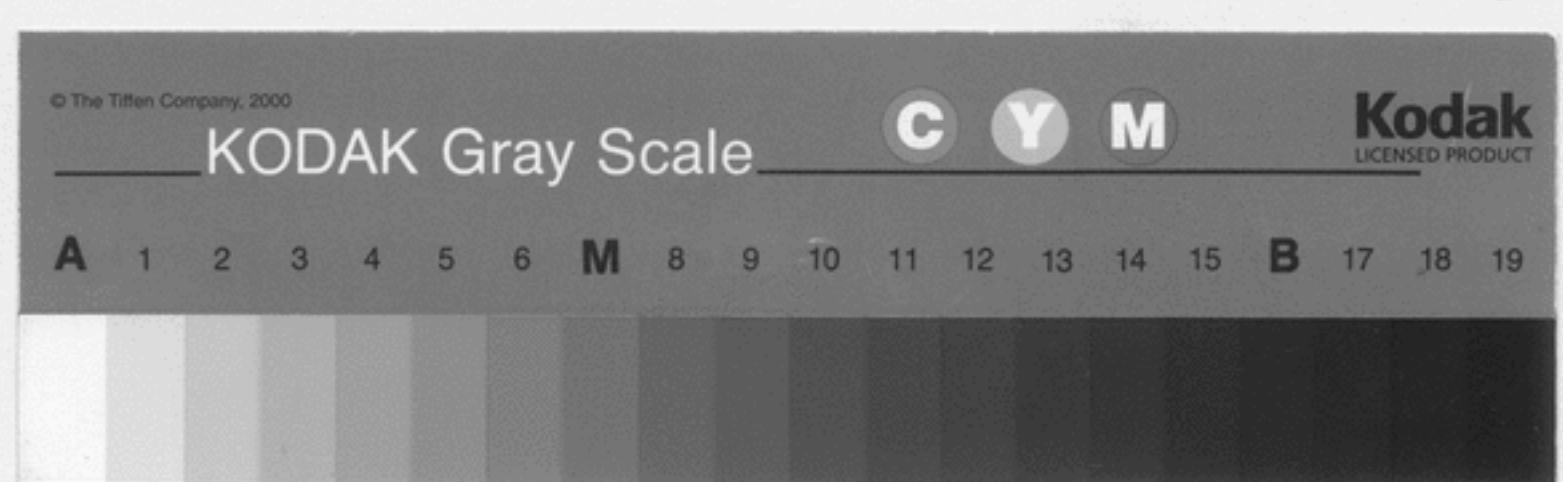 © The Tiffen Company, 2000
KODAK Gray Scale
C Y M
Kodak
LICENSED PRODUCT
A 1 2 3 4 5 6 M 8 9 10 11 12 13 14 15 B 17 18 19